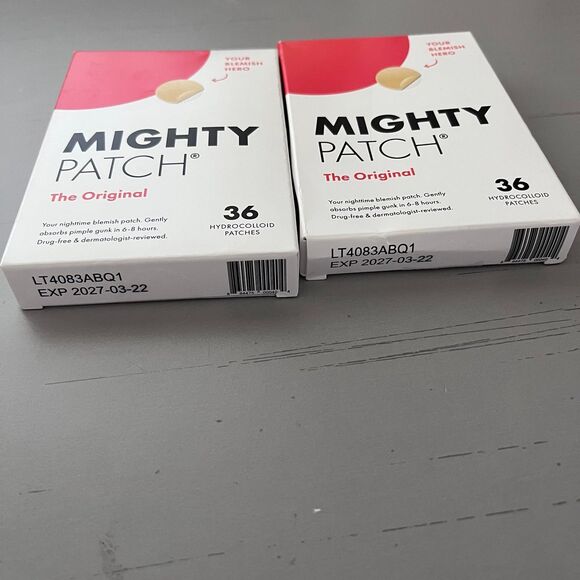 YOUR
BLEMISH
HERO
MIGHTY
PATCH®
The Original
Your nighttime blemish patch. Gently
absorbs pimple gunk in 6-8 hours.
Drug-free & dermatologist-reviewed.
36
HYDROCOLLOID
PATCHES
LT4083ABQ1
EXP 2027-03-22
YOUR
BLEMISH
HERO
MIGHTY
PATCH®
The Original
Your nighttime blemish patch. Gently
absorbs pimple gunk in 6-8 hours.
Drug-free & dermatologist-reviewed.
36
HYDROCOLLOID
PATCHES
LT4083ABQ1
EXP 2027-03-22